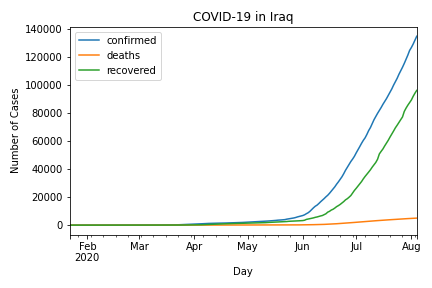 COVID-19 in Iraq
140000
120000
100000
80000
60000
40000
20000
0
Number of Cases
confirmed
deaths
recovered
Feb
2020
Mar
Apr
May
Jun
Jul
Aug
Day